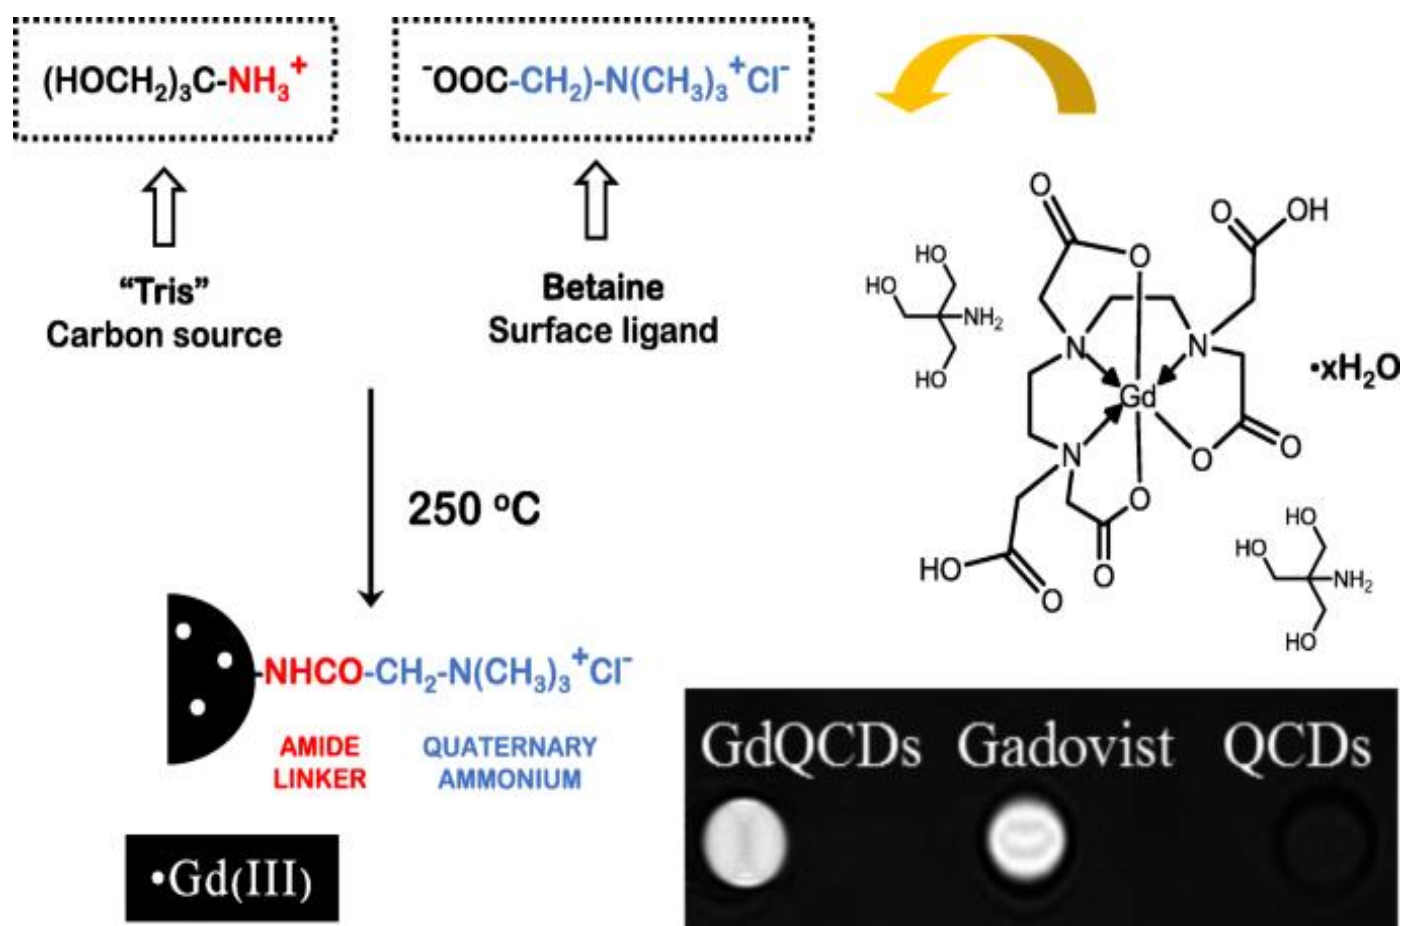 (HOCH₂)₃C-NH₃⁺
⁻OOC-CH₂)-N(CH₃)₃⁺Cl⁻
“Tris”
Carbon source
Betaine
Surface ligand
250 ºC
-NHCO-CH₂-N(CH₃)₃⁺Cl⁻
AMIDE
LINKER
QUATERNARY
AMMONIUM
•Gd(III)
O
O
O
OH
HO
HO
NH₂
HO
N
N
•xH₂O
Gd
N
O
O
O
HO
O
O
HO
HO
NH₂
HO
GdQCDs Gadovist QCDs